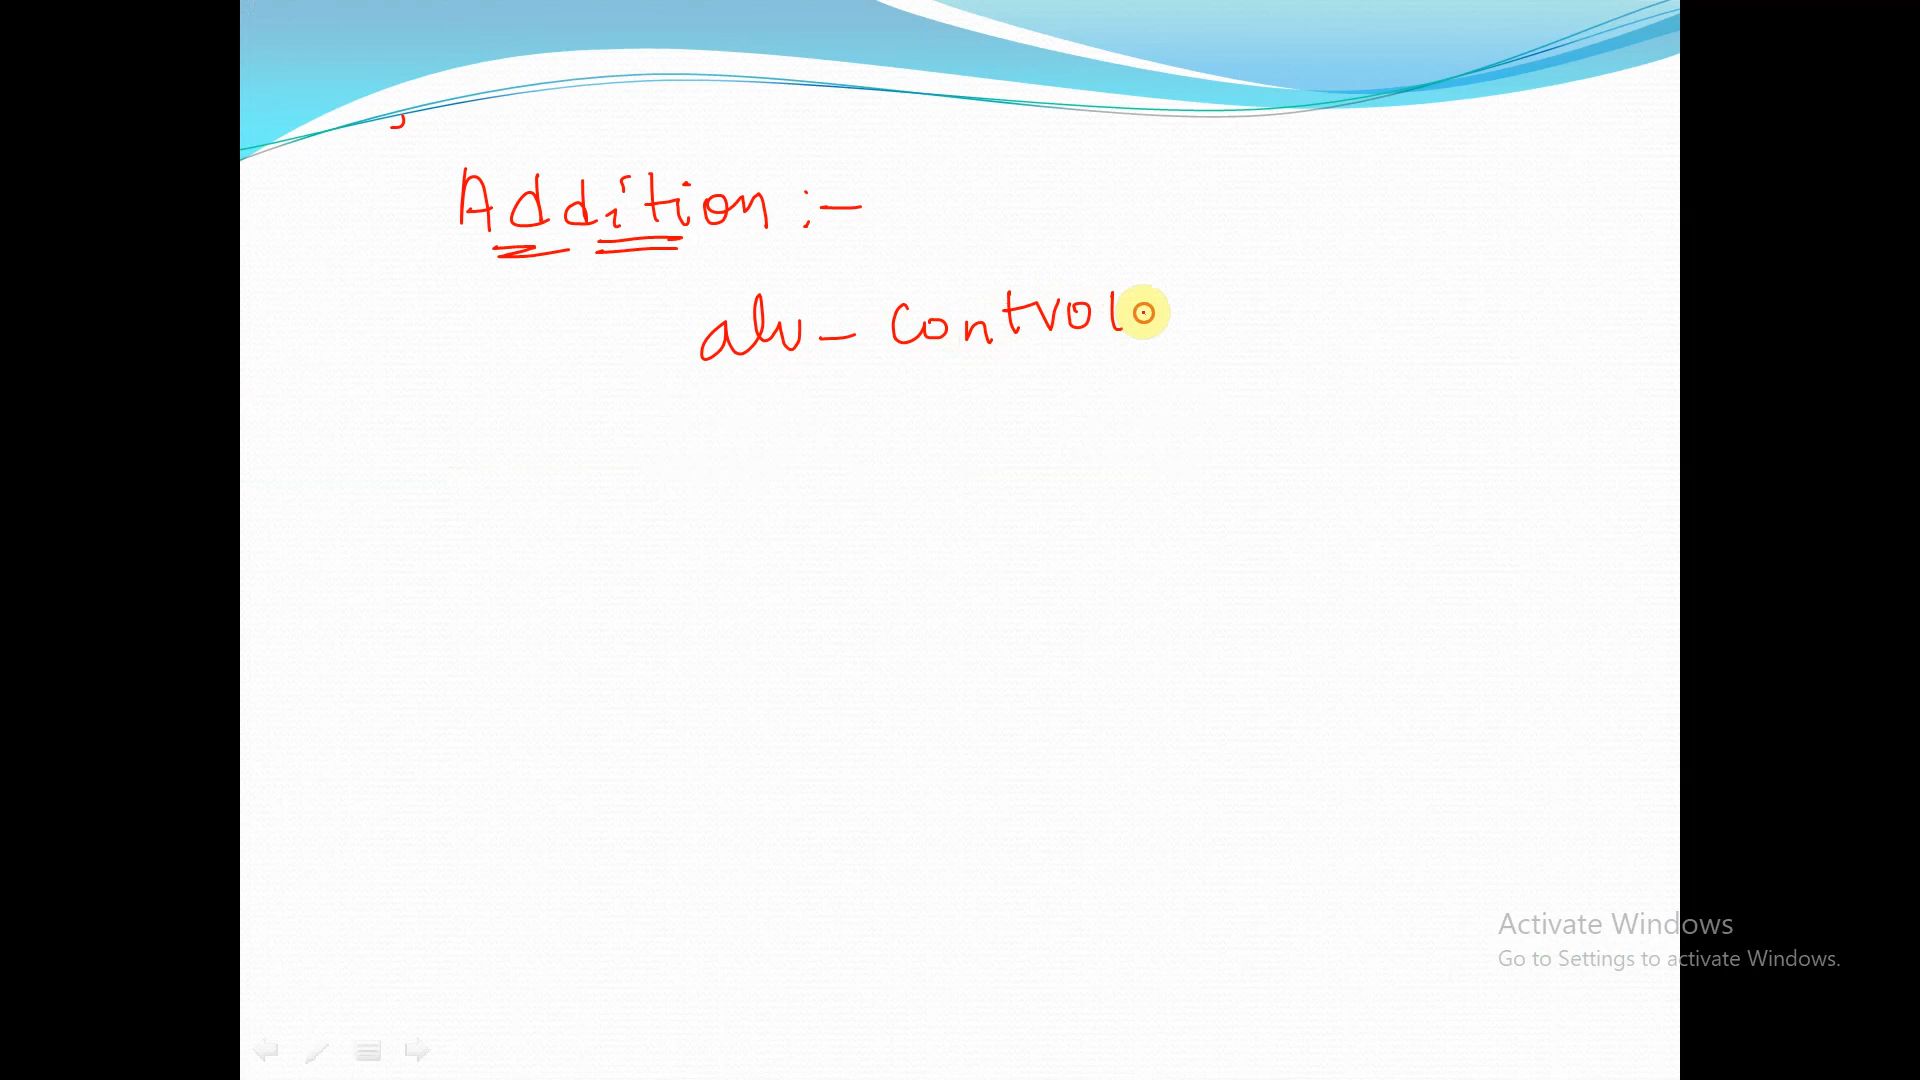 Addition :-
alu - control
Activate Windows
Go to Settings to activate Windows.